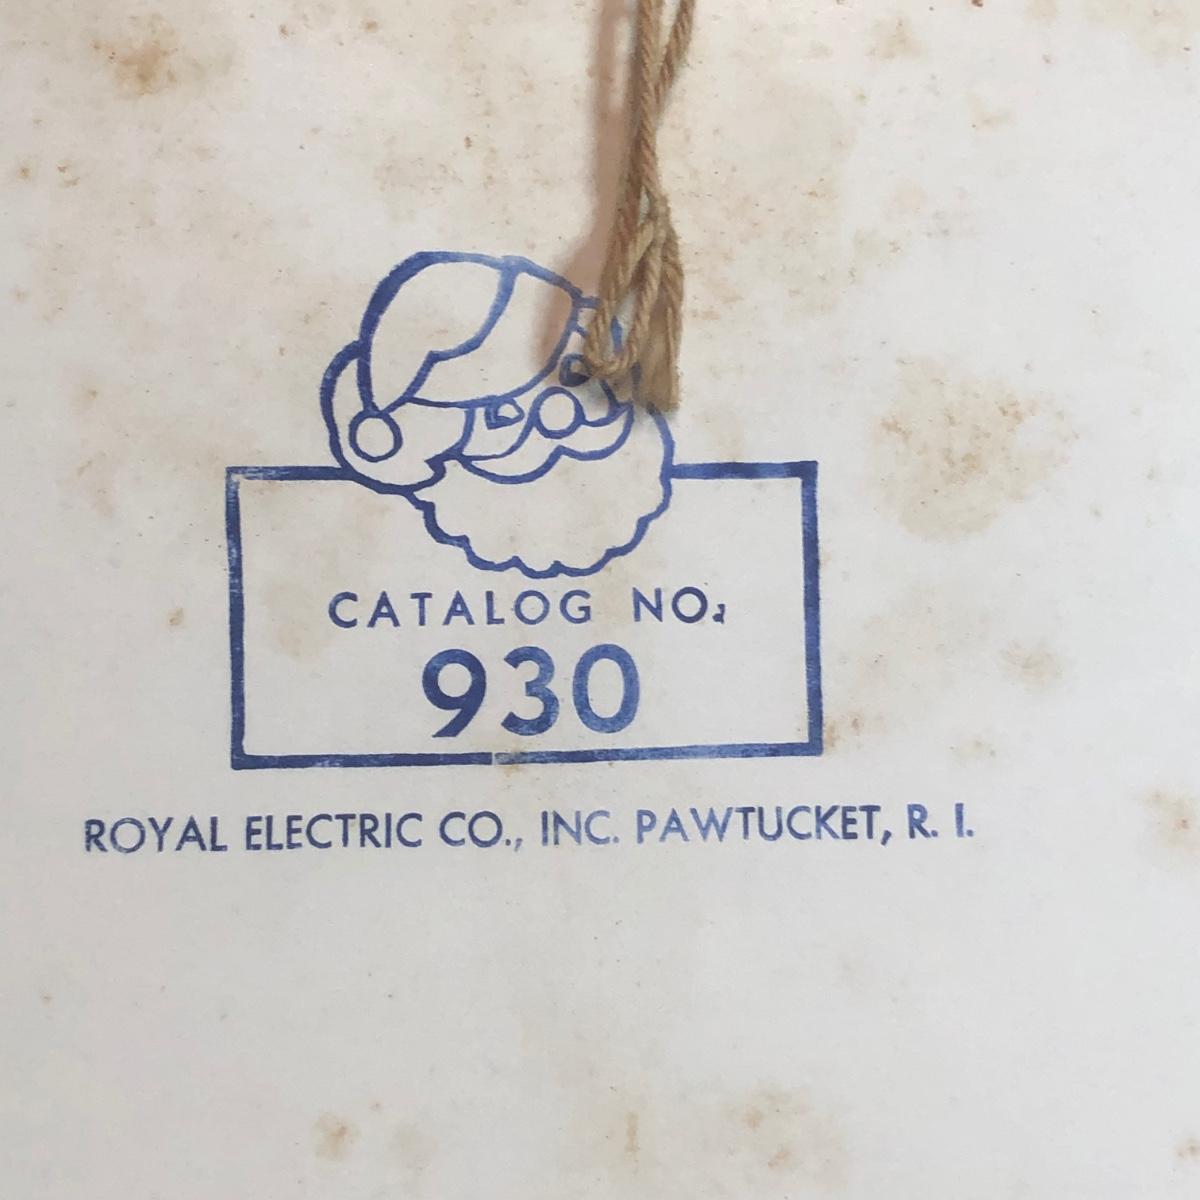 CATALOG NO.
930
ROYAL ELECTRIC CO., INC. PAWTUCKET, R. I.